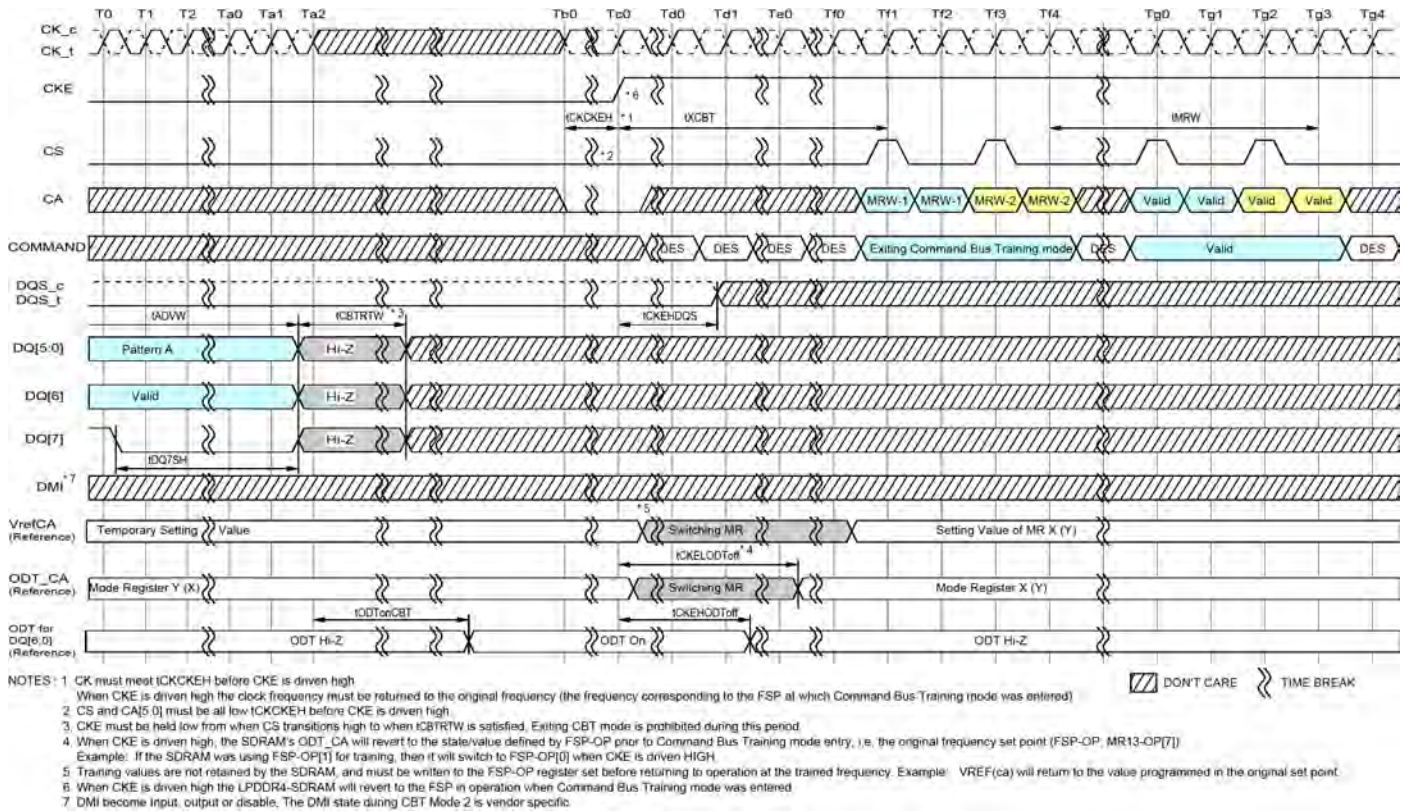 T0 T1 T2 Ta0 Ta1 Ta2 Tb0 Tc0 Td0 Td1 Te0 Tf0 Tf1 Tf2 Tf3 Tf4 Tg0 Tg1 Tg2 Tg3 Tg4
CK_c
CK_t
CKE
*6
tCKCKEH *1 tXCBT tMRW
CS
*2
CA MRW-1 MRW-1 MRW-2 MRW-2 Valid Valid Valid Valid
COMMAND DES DES DES DES Exiting Command Bus Training mode DES Valid DES
DQS_c
DQS_t
tADVW tCBTRTW *3 tCKEHDQS
DQ[5:0] Pattern A Hi-Z
DQ[6] Valid Hi-Z
DQ[7] Hi-Z
tDQ7SH
DMI*7
*5
VrefCA
(Reference) Temporary Setting Value Switching MR Setting Value of MR X (Y)
tCKELODToff*4
ODT_CA
(Reference) Mode Register Y (X) Switching MR Mode Register X (Y)
tODTonCBT tCKEHODToff
ODT for
DQ[6:0]
(Reference) ODT Hi-Z ODT On ODT Hi-Z
NOTES : 1 CK must meet tCKCKEH before CKE is driven high
When CKE is driven high the clock frequency must be returned to the original frequency (the frequency corresponding to the FSP at which Command Bus Training mode was entered)
2 CS and CA[5:0] must be all low tCKCKEH before CKE is driven high
3. CKE must be held low from when CS transitions high to when tCBTRTW is satisfied. Exiting CBT mode is prohibited during this period.
4. When CKE is driven high, the SDRAM's ODT_CA will revert to the state/value defined by FSP-OP prior to Command Bus Training mode entry, i.e. the original frequency set point (FSP-OP, MR13-OP[7])
Example: If the SDRAM was using FSP-OP[1] for training, then it will switch to FSP-OP[0] when CKE is driven HIGH.
5 Training values are not retained by the SDRAM, and must be written to the FSP-OP register set before returning to operation at the trained frequency. Example: VREF(ca) will return to the value programmed in the original set point.
6. When CKE is driven high the LPDDR4-SDRAM will revert to the FSP in operation when Command Bus Training mode was entered
7. DMI become input, output or disable, The DMI state during CBT Mode 2 is vendor specific.
DON'T CARE TIME BREAK